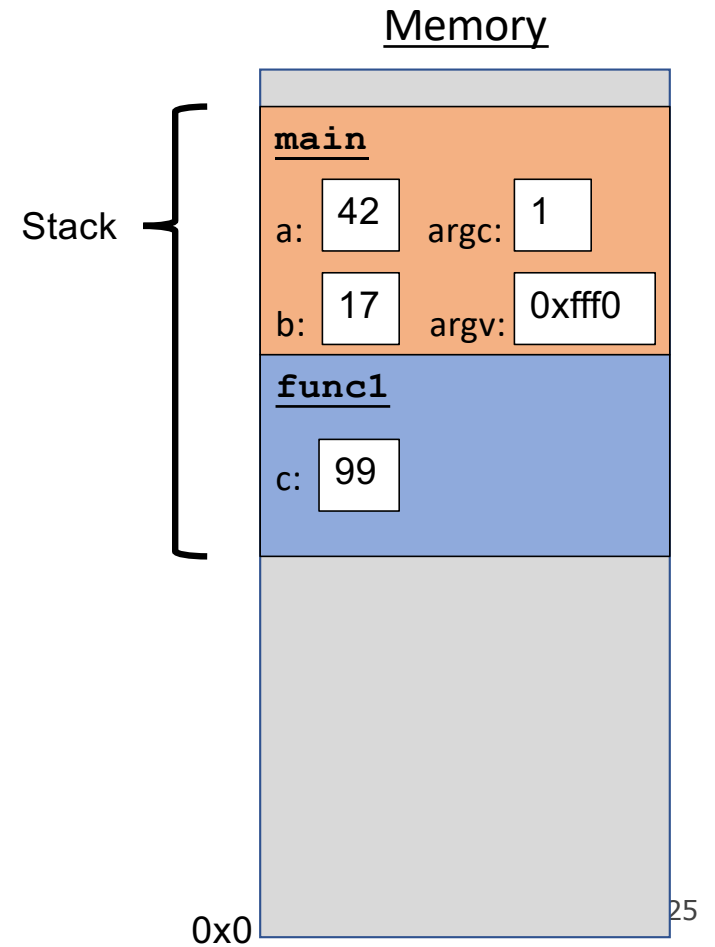 Memory
main
a: 42 argc: 1
Stack
b: 17 argv: 0xfff0
func1
c: 99
25
0x0